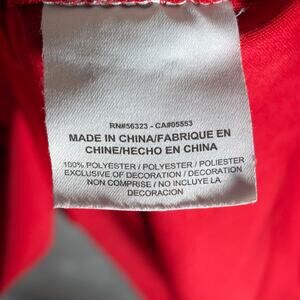 RN#56323 - CA#05553
MADE IN CHINA/FABRIQUE EN
CHINE/HECHO EN CHINA
100% POLYESTER / POLYESTER / POLIESTER
EXCLUSIVE OF DECORATION / DECORATION
NON COMPRISE / NO INCLUYE LA
DECORACION